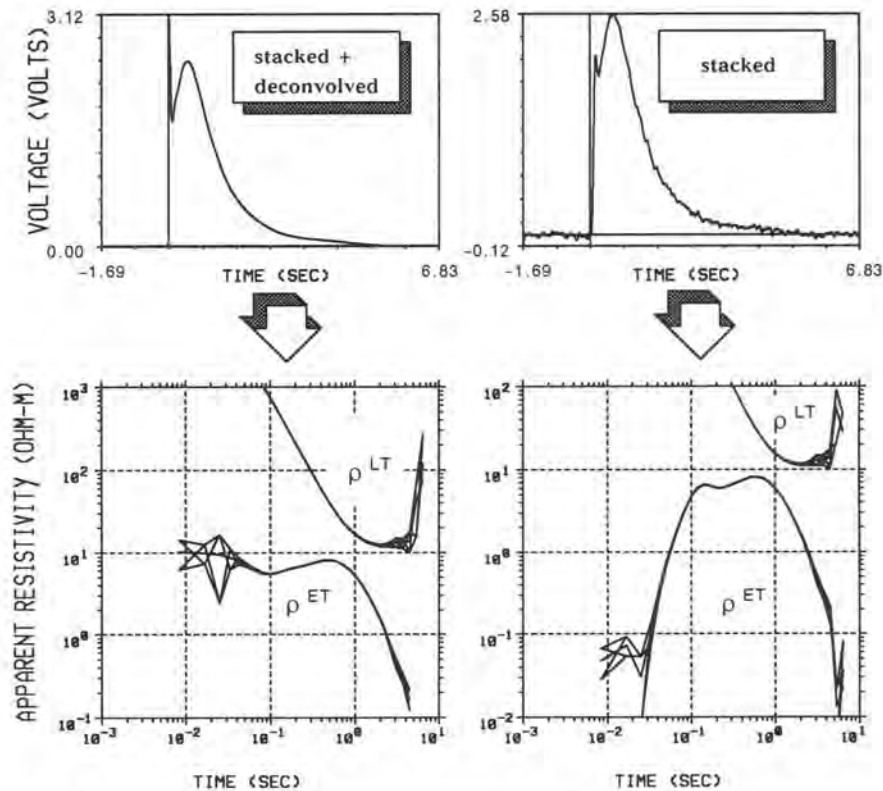 3.12
VOLTAGE (VOLTS)
stacked +
deconvolved
0.00
-1.69
TIME (SEC)
6.83
2.58
stacked
-0.12
-1.69
TIME (SEC)
6.83
APPARENT RESISTIVITY (OHM-M)
10³
10²
10¹
10⁰
10⁻¹
ρ LT
ρ ET
10⁻³ 10⁻² 10⁻¹ 10⁰ 10¹
TIME (SEC)
10²
10¹
10⁰
10⁻¹
10⁻²
ρ LT
ρ ET
10⁻³ 10⁻² 10⁻¹ 10⁰ 10¹
TIME (SEC)